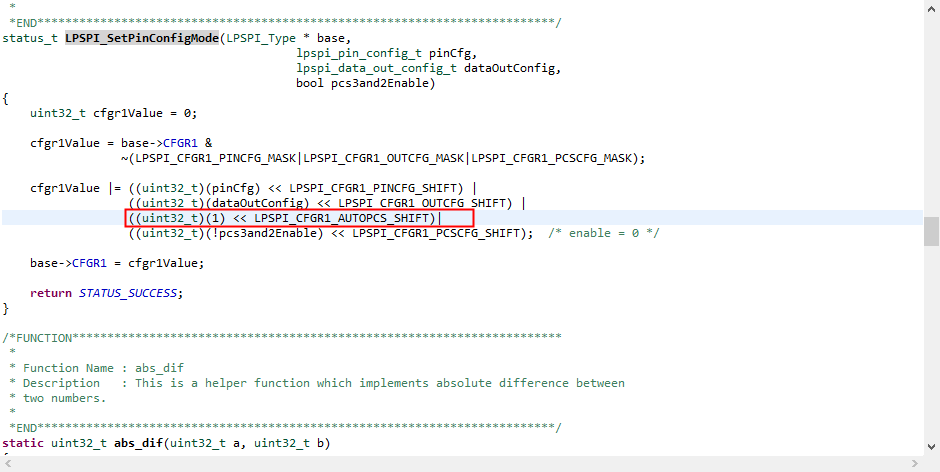 *
*END**************************************************************************/
status_t LPSPI_SetPinConfigMode(LPSPI_Type * base,
lpspi_pin_config_t pinCfg,
lpspi_data_out_config_t dataOutConfig,
bool pcs3and2Enable)
{
uint32_t cfgr1Value = 0;
cfgr1Value = base->CFGR1 &
~(LPSPI_CFGR1_PINCFG_MASK|LPSPI_CFGR1_OUTCFG_MASK|LPSPI_CFGR1_PCSCFG_MASK);
cfgr1Value |= ((uint32_t)(pinCfg) << LPSPI_CFGR1_PINCFG_SHIFT) |
((uint32_t)(dataOutConfig) << LPSPI_CFGR1_OUTCFG_SHIFT) |
((uint32_t)(1) << LPSPI_CFGR1_AUTOPCS_SHIFT)|
((uint32_t)(!pcs3and2Enable) << LPSPI_CFGR1_PCSCFG_SHIFT);  /* enable = 0 */
base->CFGR1 = cfgr1Value;
return STATUS_SUCCESS;
}
/*FUNCTION**********************************************************************
*
* Function Name : abs_dif
* Description   : This is a helper function which implements absolute difference between
* two numbers.
*
*END**************************************************************************/
static uint32_t abs_dif(uint32_t a, uint32_t b)